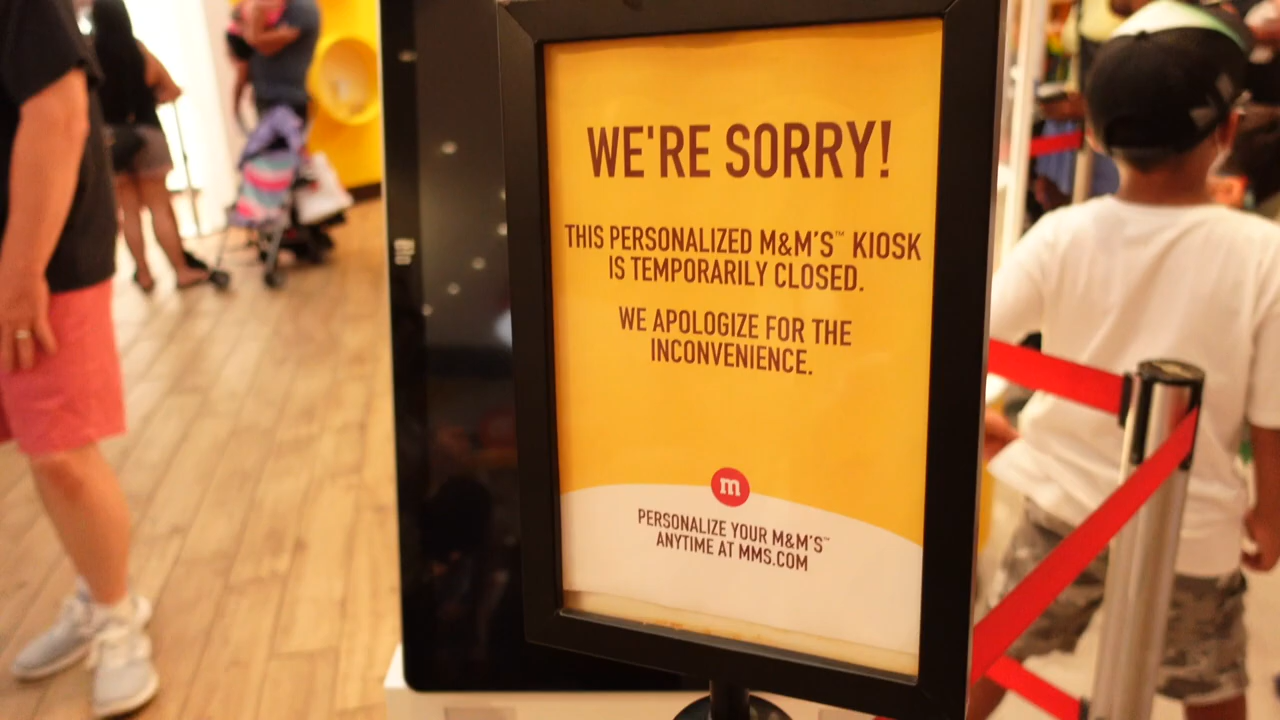 WE'RE SORRY!
THIS PERSONALIZED M&M'S™ KIOSK
IS TEMPORARILY CLOSED.
WE APOLOGIZE FOR THE
INCONVENIENCE.
m
PERSONALIZE YOUR M&M'S™
ANYTIME AT MMS.COM